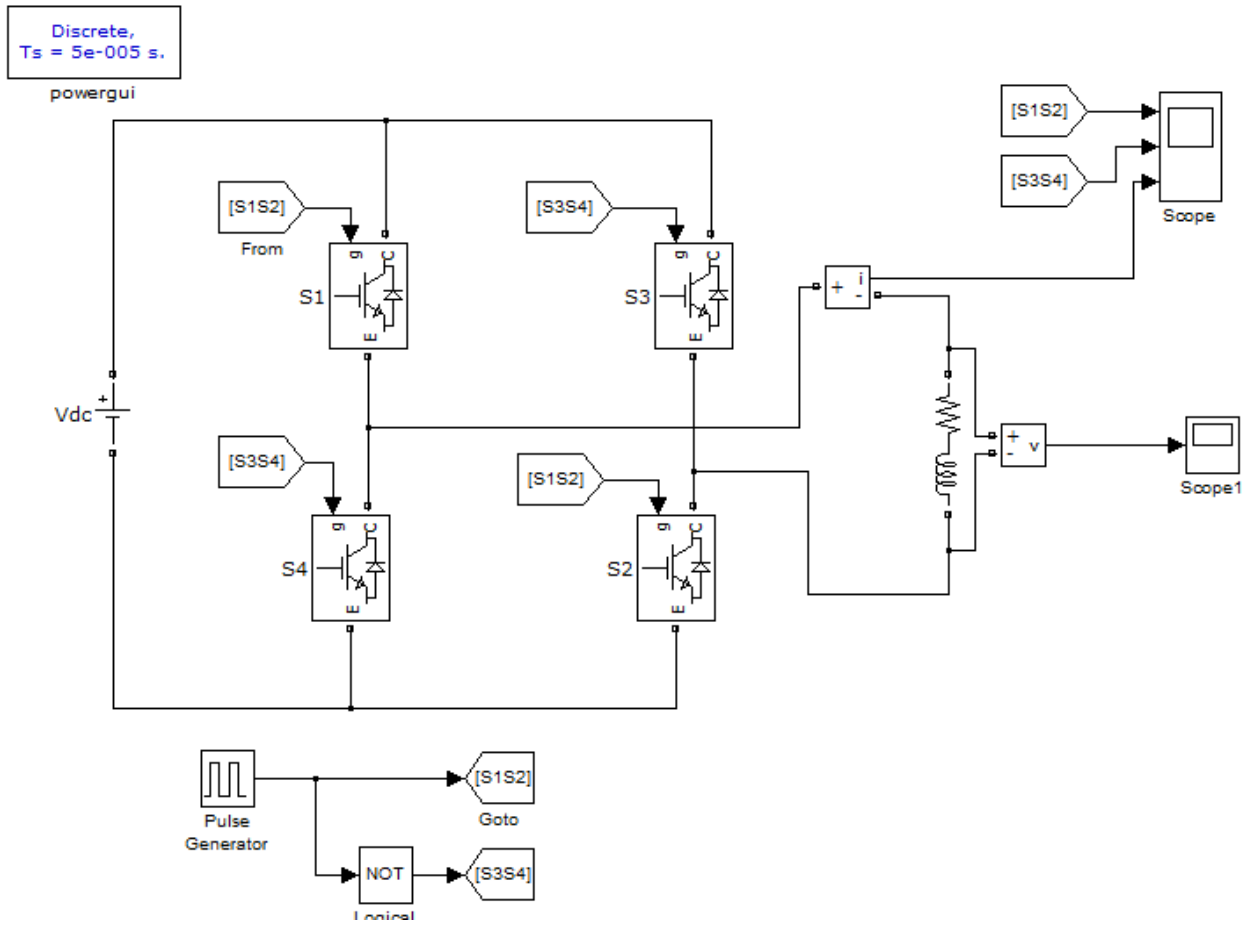 Discrete,
Ts = 5e-005 s.
powergui
[S1S2]
[S3S4]
Scope
[S1S2]
From
g
C
S1
E
[S3S4]
g
C
S3
E
+
i
-
Vdc
+
[S3S4]
g
C
S4
E
[S1S2]
g
C
S2
E
+
-
v
Scope1
Pulse
Generator
[S1S2]
Goto
NOT
[S3S4]
Logical